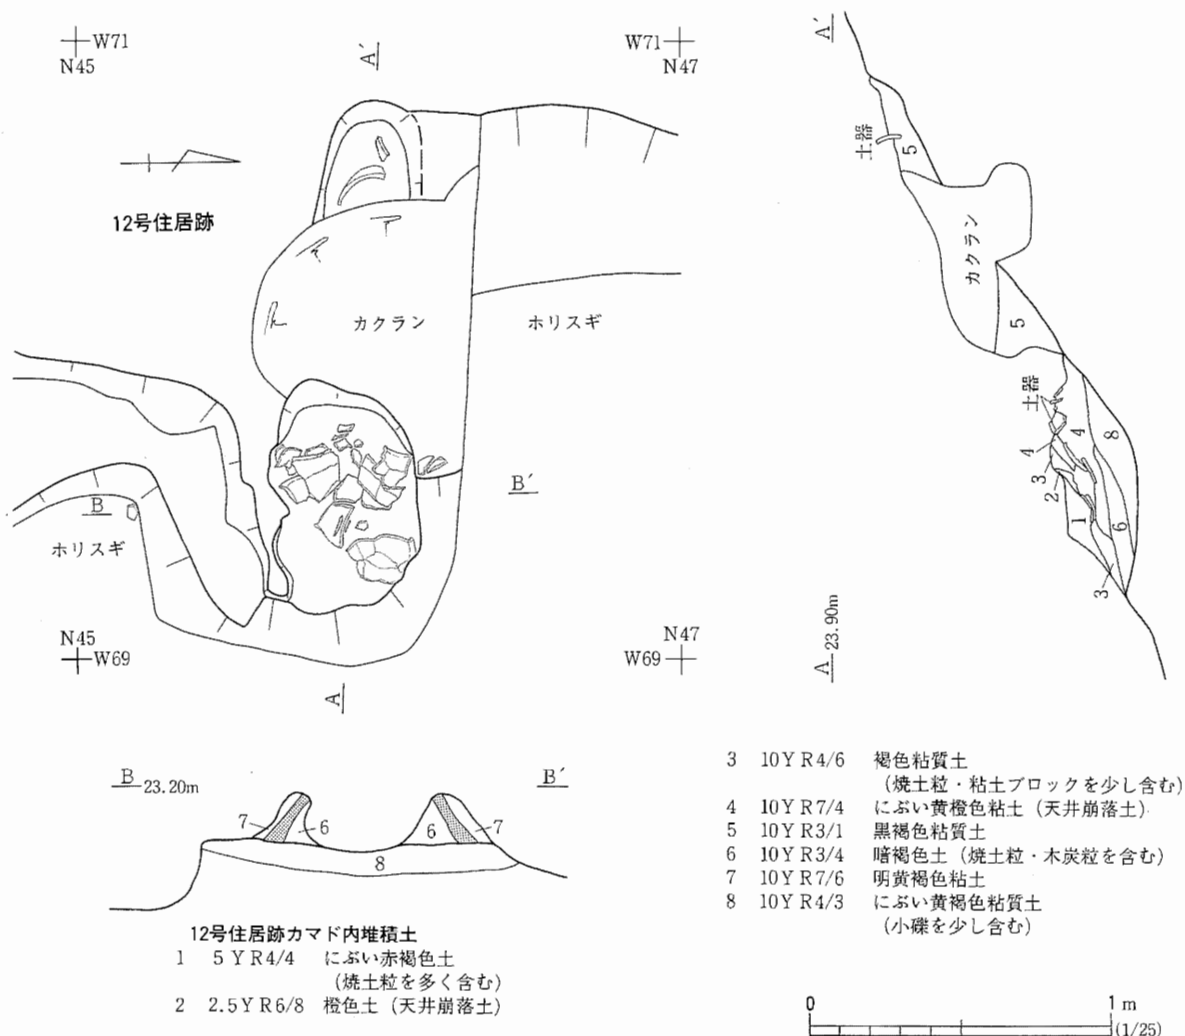 W71
N45
A′
W71
N47
12号住居跡
カクラン
ホリスギ
B
B′
ホリスギ
N45
W69
N47
W69
A
A′
土器
5
カクラン
5
土器
4
3
2
1
4
8
6
3
A 23.90m
B 23.20m
B′
7
6
6
7
8
12号住居跡カマド内堆積土
1 5YR4/4 にぶい赤褐色土
(焼土粒を多く含む)
2 2.5YR6/8 橙色土(天井崩落土)
3 10YR4/6 褐色粘質土
(焼土粒・粘土ブロックを少し含む)
4 10YR7/4 にぶい黄橙色粘土(天井崩落土)
5 10YR3/1 黒褐色粘質土
6 10YR3/4 暗褐色土(焼土粒・木炭粒を含む)
7 10YR7/6 明黄褐色粘土
8 10YR4/3 にぶい黄褐色粘質土
(小礫を少し含む)
0
1m
(1/25)